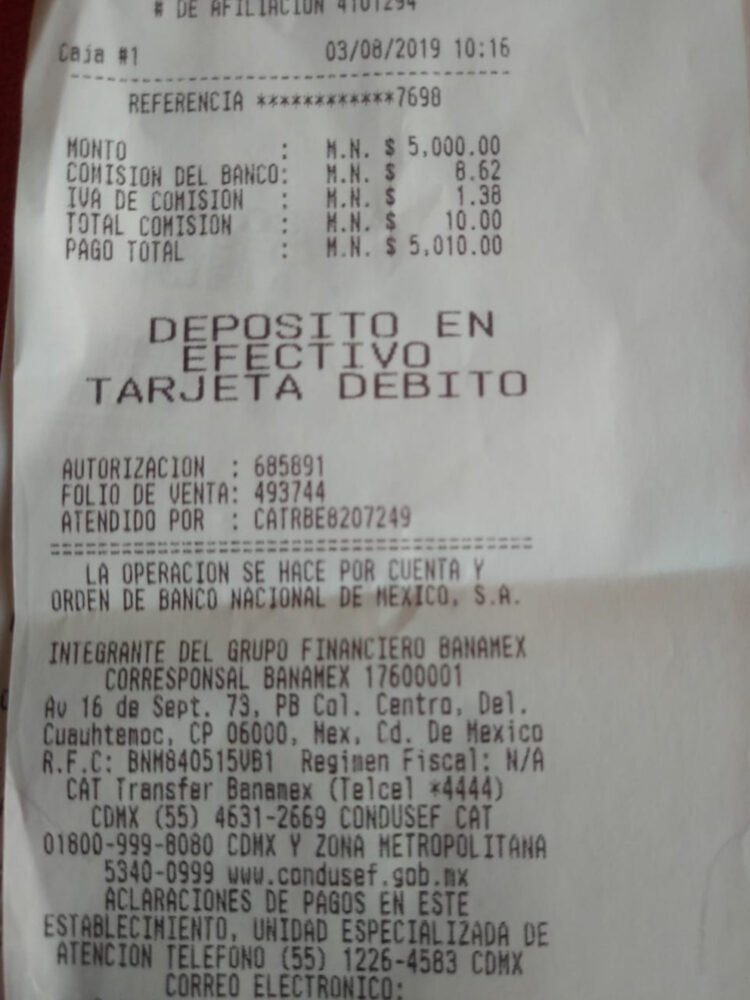 # DE AFILIACION 4101294
Caja #1 03/08/2019 10:16
REFERENCIA ************7698
MONTO : M.N. $ 5,000.00
COMISION DEL BANCO: M.N. $ 8.62
IVA DE COMISION : M.N. $ 1.38
TOTAL COMISION : M.N. $ 10.00
PAGO TOTAL : M.N. $ 5,010.00
DEPOSITO EN
EFECTIVO
TARJETA DEBITO
AUTORIZACION : 685891
FOLIO DE VENTA: 493744
ATENDIDO POR : CATRBE8207249
LA OPERACION SE HACE POR CUENTA Y
ORDEN DE BANCO NACIONAL DE MEXICO, S.A.
INTEGRANTE DEL GRUPO FINANCIERO BANAMEX
CORRESPONSAL BANAMEX 17600001
Av 16 de Sept. 73, PB Col. Centro, Del.
Cuauhtemoc, CP 06000, Mex, Cd. De Mexico
R.F.C: BNM840515VB1 Regimen Fiscal: N/A
CAT Transfer Banamex (Telcel *4444)
CDMX (55) 4631-2669 CONDUSEF CAT
01800-999-8080 CDMX Y ZONA METROPOLITANA
5340-0999 www.condusef.gob.mx
ACLARACIONES DE PAGOS EN ESTE
ESTABLECIMIENTO, UNIDAD ESPECIALIZADA DE
ATENCION TELEFONO (55) 1226-4583 CDMX
CORREO ELECTRONICO: